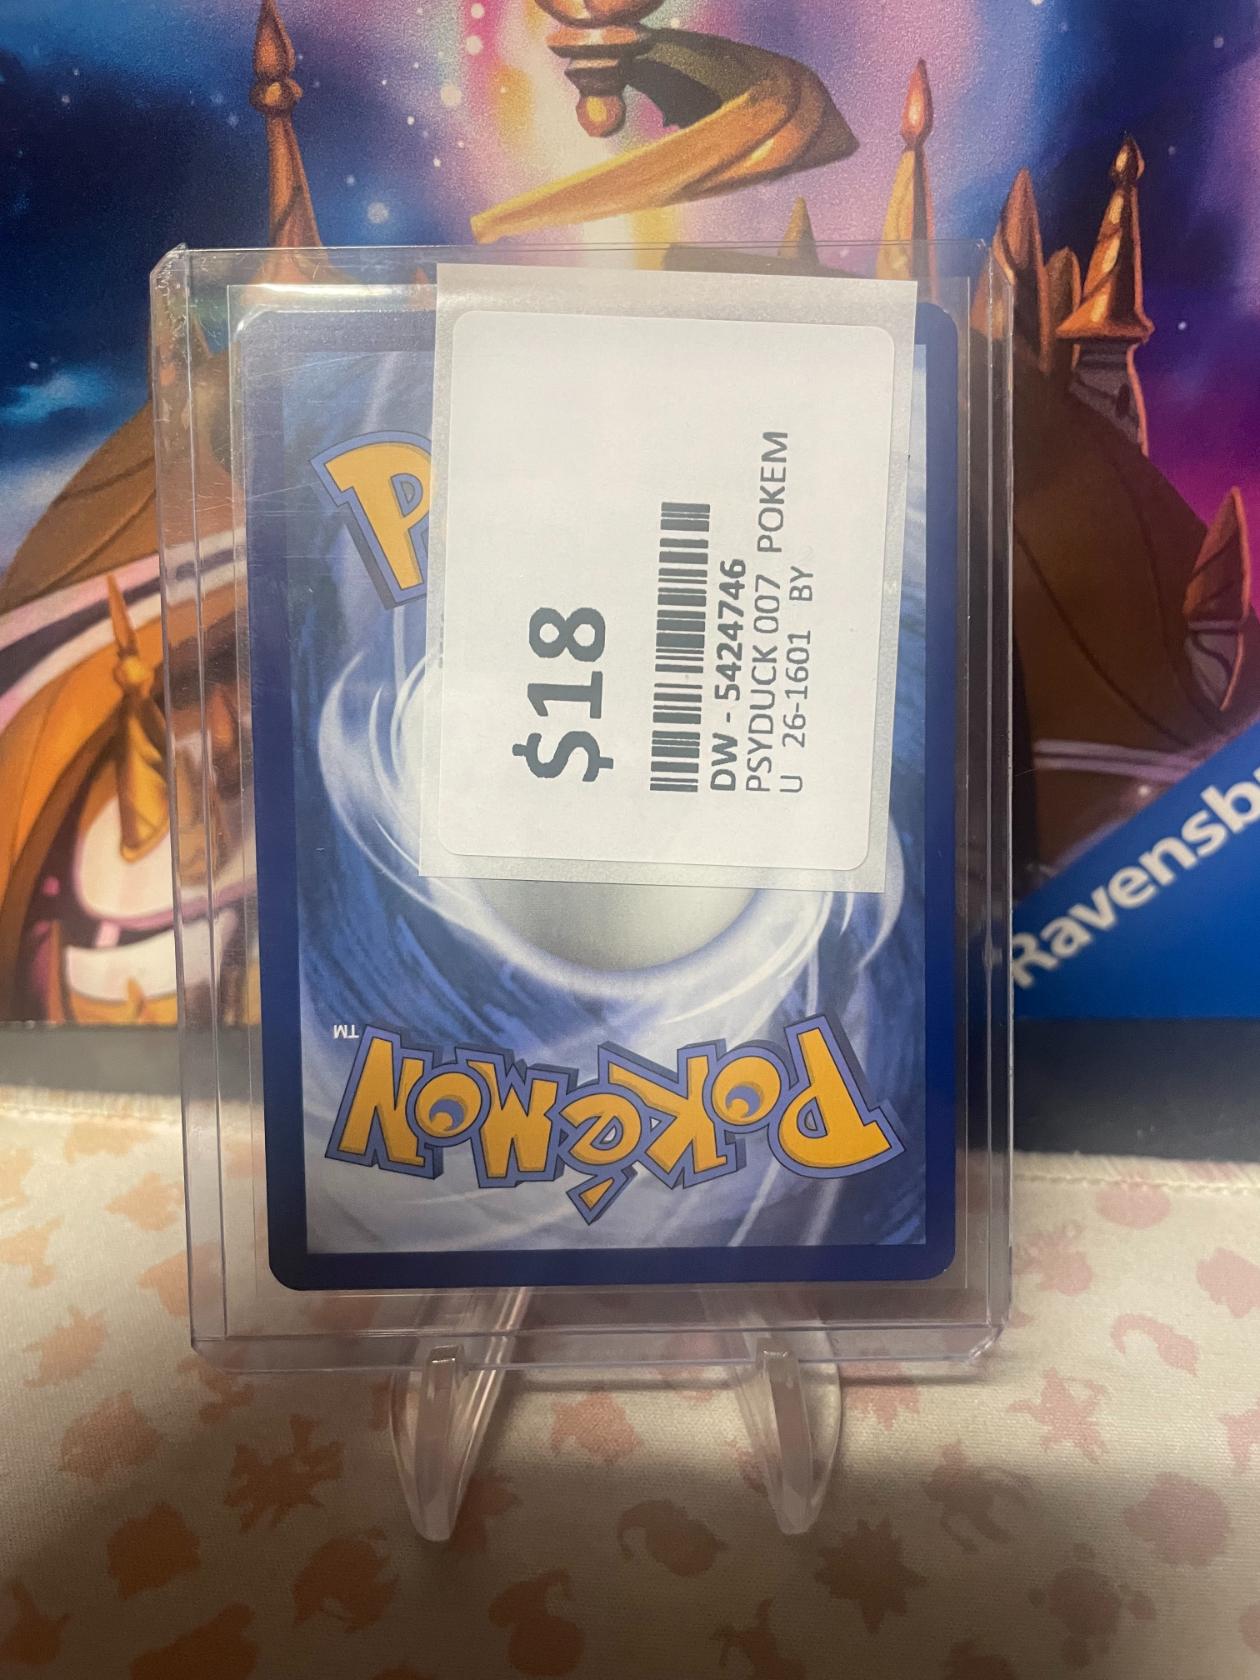 $18
DW - 5424746
PSYDUCK 007 POKEM
U 26-1601 BY
P
POKéMON
TM
Ravensb